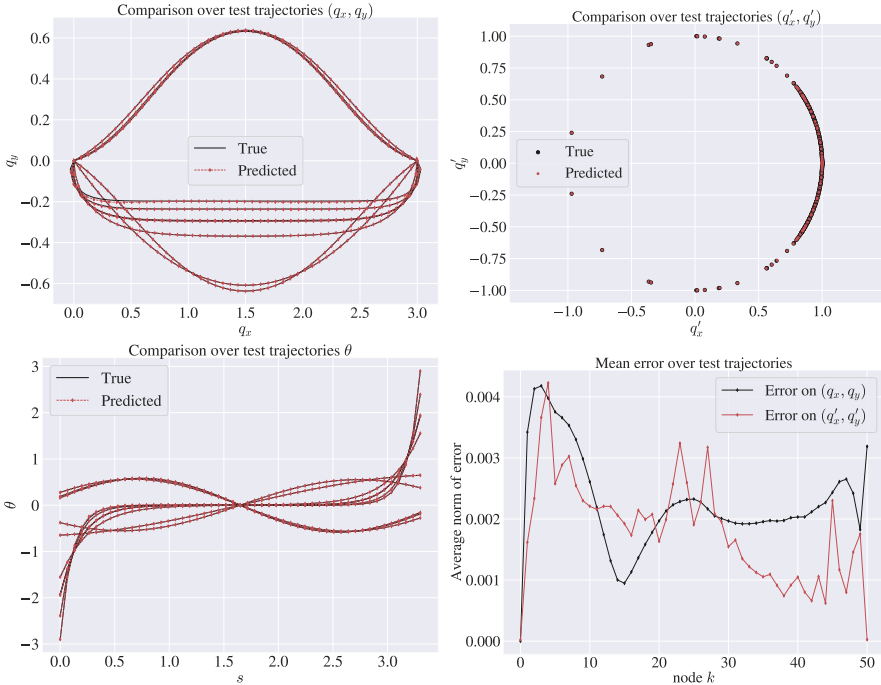 Comparison over test trajectories (q_x, q_y)
0.6
0.4
0.2
0.0
−0.2
−0.4
−0.6
q_y
True
Predicted
0.0 0.5 1.0 1.5 2.0 2.5 3.0
q_x
Comparison over test trajectories (q′_x, q′_y)
1.00
0.75
0.50
0.25
0.00
−0.25
−0.50
−0.75
−1.00
q′_y
True
Predicted
−1.0 −0.5 0.0 0.5 1.0
q′_x
Comparison over test trajectories θ
3
2
1
0
−1
−2
−3
θ
True
Predicted
0.0 0.5 1.0 1.5 2.0 2.5 3.0
s
Mean error over test trajectories
0.004
0.003
0.002
0.001
0.000
Average norm of error
Error on (q_x, q_y)
Error on (q′_x, q′_y)
0 10 20 30 40 50
node k